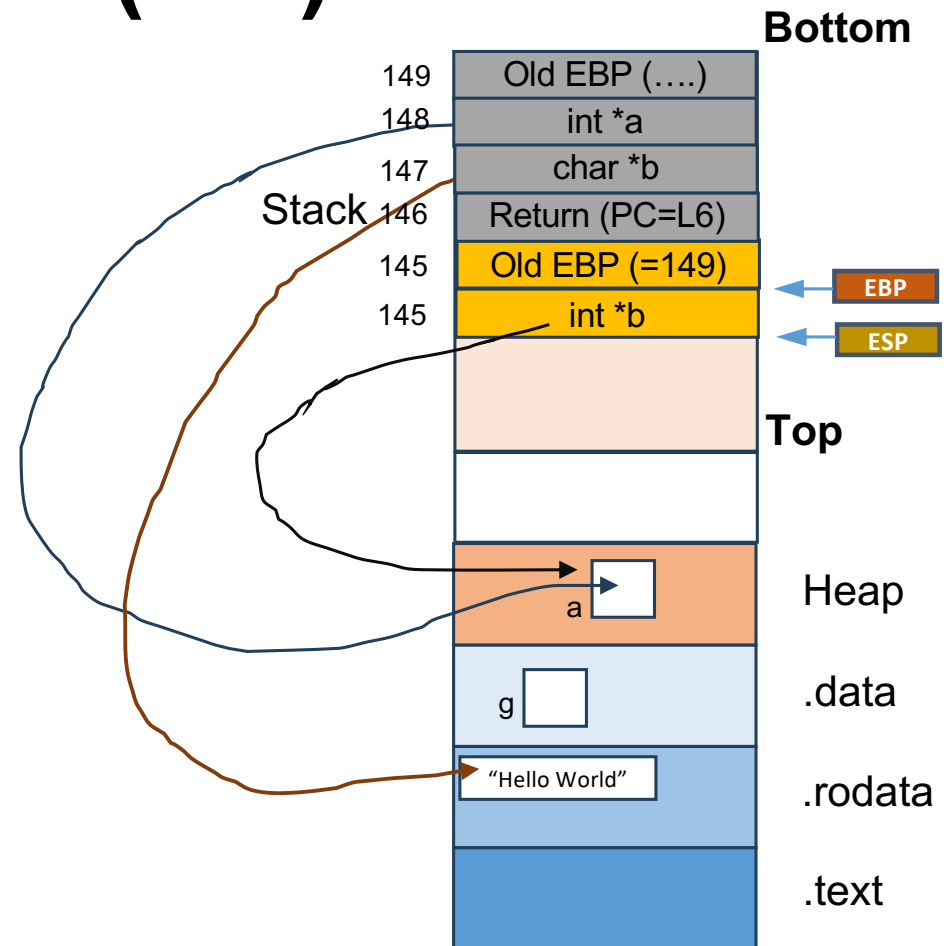 ( )
Bottom
149 Old EBP (....)
148 int *a
147 char *b
Stack 146 Return (PC=L6)
145 Old EBP (=149)
EBP
145 int *b
ESP
Top
a
Heap
g
.data
“Hello World”
.rodata
.text